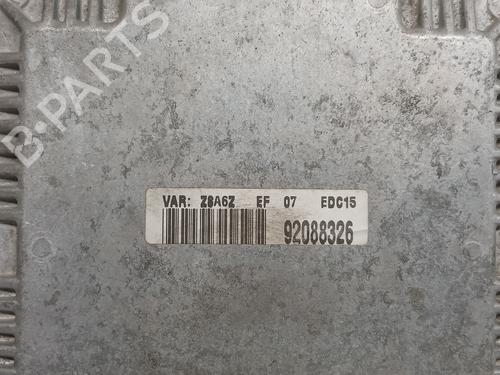 B-PARTS
VAR: Z8A6Z EF 07 EDC15
92088326